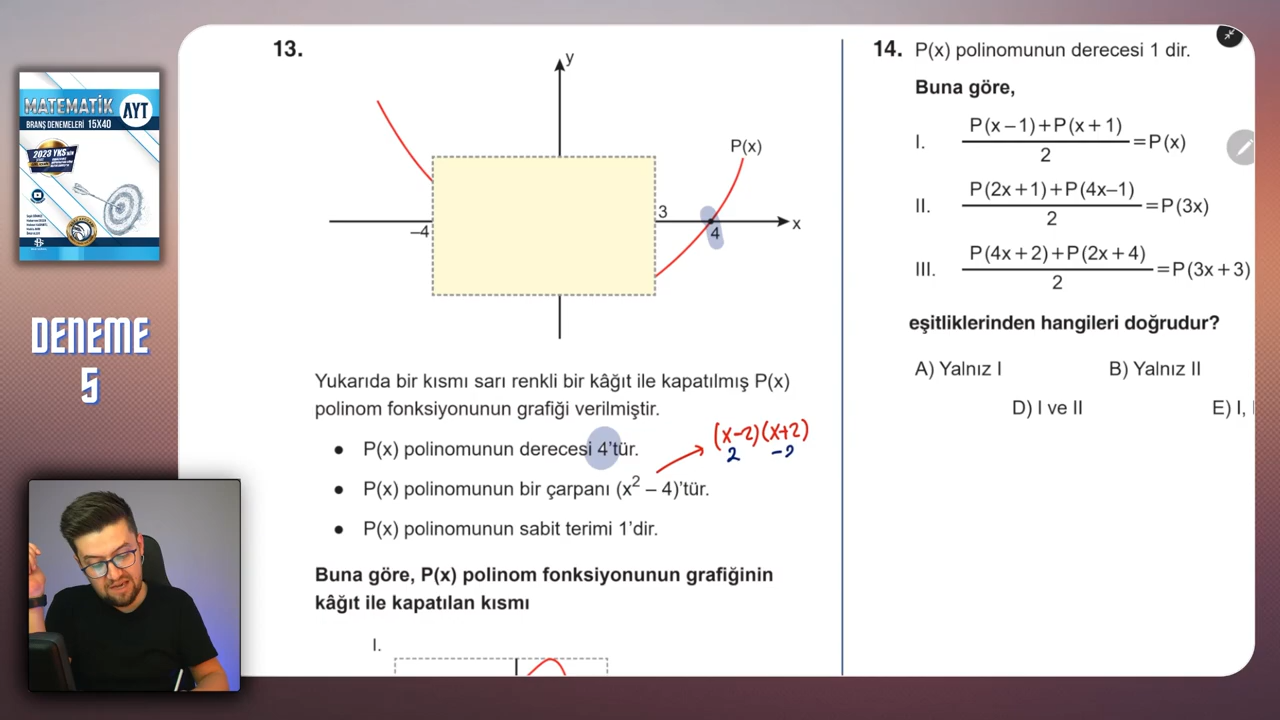 MATEMATİK AYT
BRANŞ DENEMELERİ 15X40
2023 YKS'NİN
DENEME
5
13.
y
P(x)
3
x
–4
4
Yukarıda bir kısmı sarı renkli bir kâğıt ile kapatılmış P(x)
polinom fonksiyonunun grafiği verilmiştir.
(x-2)(x+2)
2 -2
• P(x) polinomunun derecesi 4'tür.
• P(x) polinomunun bir çarpanı (x² – 4)'tür.
• P(x) polinomunun sabit terimi 1'dir.
Buna göre, P(x) polinom fonksiyonunun grafiğinin
kâğıt ile kapatılan kısmı
I.
14. P(x) polinomunun derecesi 1 dir.
Buna göre,
I. P(x – 1)+P(x + 1) / 2 = P(x)
II. P(2x + 1) + P(4x–1) / 2 = P(3x)
III. P(4x + 2) + P(2x + 4) / 2 = P(3x + 3)
eşitliklerinden hangileri doğrudur?
A) Yalnız I B) Yalnız II
D) I ve II E) I,